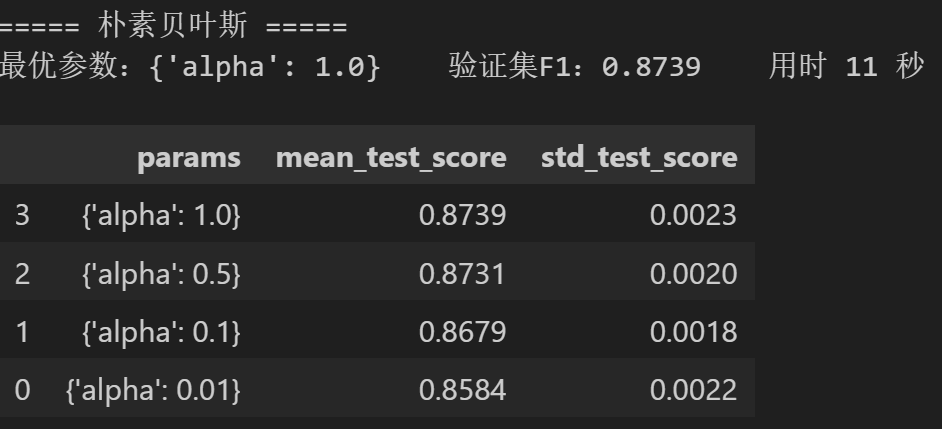 ===== 朴素贝叶斯 =====
最优参数：{'alpha': 1.0}    验证集F1：0.8739    用时 11 秒
params mean_test_score std_test_score
3 {'alpha': 1.0} 0.8739 0.0023
2 {'alpha': 0.5} 0.8731 0.0020
1 {'alpha': 0.1} 0.8679 0.0018
0 {'alpha': 0.01} 0.8584 0.0022